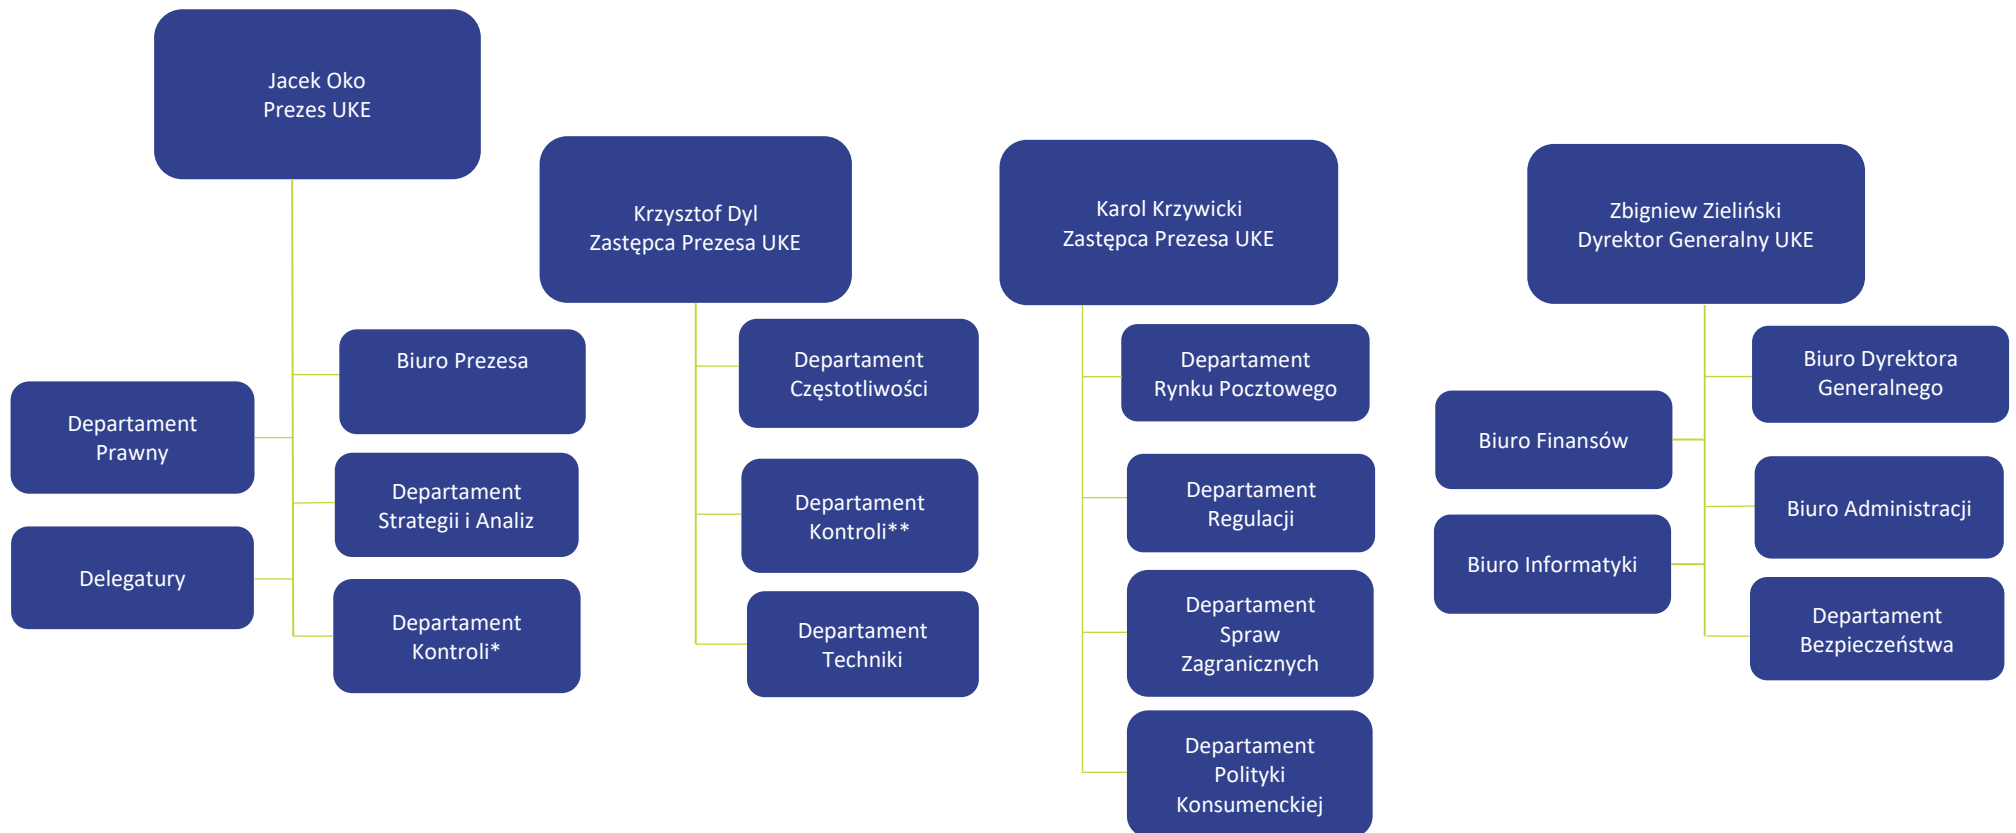 Jacek Oko
Prezes UKE
Biuro Prezesa
Departament
Prawny
Departament
Strategii i Analiz
Delegatury
Departament
Kontroli*
Krzysztof Dyl
Zastępca Prezesa UKE
Departament
Częstotliwości
Departament
Kontroli**
Departament
Techniki
Karol Krzywicki
Zastępca Prezesa UKE
Departament
Rynku Pocztowego
Departament
Regulacji
Departament
Spraw
Zagranicznych
Departament
Polityki
Konsumenckiej
Zbigniew Zieliński
Dyrektor Generalny UKE
Biuro Dyrektora
Generalnego
Biuro Finansów
Biuro Administracji
Biuro Informatyki
Departament
Bezpieczeństwa